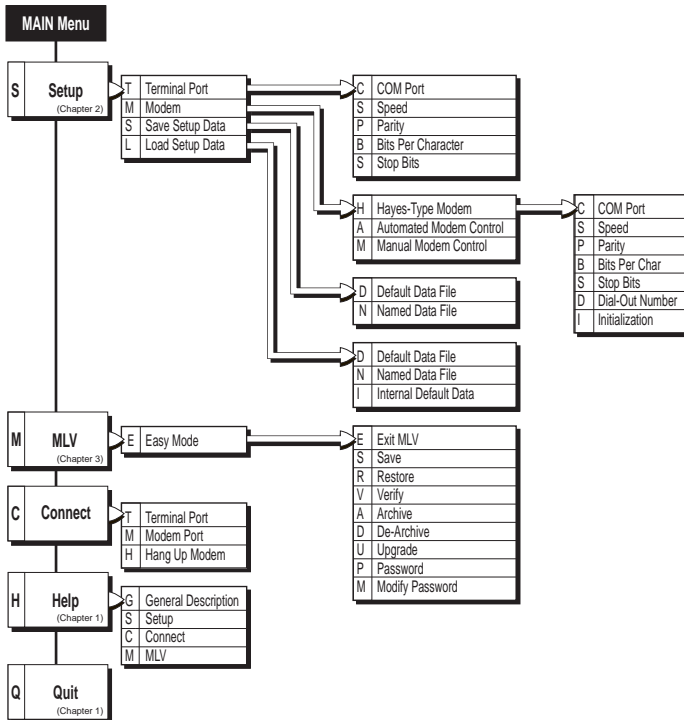 MAIN Menu
S Setup
(Chapter 2)
T Terminal Port
M Modem
S Save Setup Data
L Load Setup Data
C COM Port
S Speed
P Parity
B Bits Per Character
S Stop Bits
H Hayes-Type Modem
A Automated Modem Control
M Manual Modem Control
C COM Port
S Speed
P Parity
B Bits Per Char
S Stop Bits
D Dial-Out Number
I Initialization
D Default Data File
N Named Data File
D Default Data File
N Named Data File
I Internal Default Data
M MLV
(Chapter 3)
E Easy Mode
E Exit MLV
S Save
R Restore
V Verify
A Archive
D De-Archive
U Upgrade
P Password
M Modify Password
C Connect
T Terminal Port
M Modem Port
H Hang Up Modem
H Help
(Chapter 1)
G General Description
S Setup
C Connect
M MLV
Q Quit
(Chapter 1)